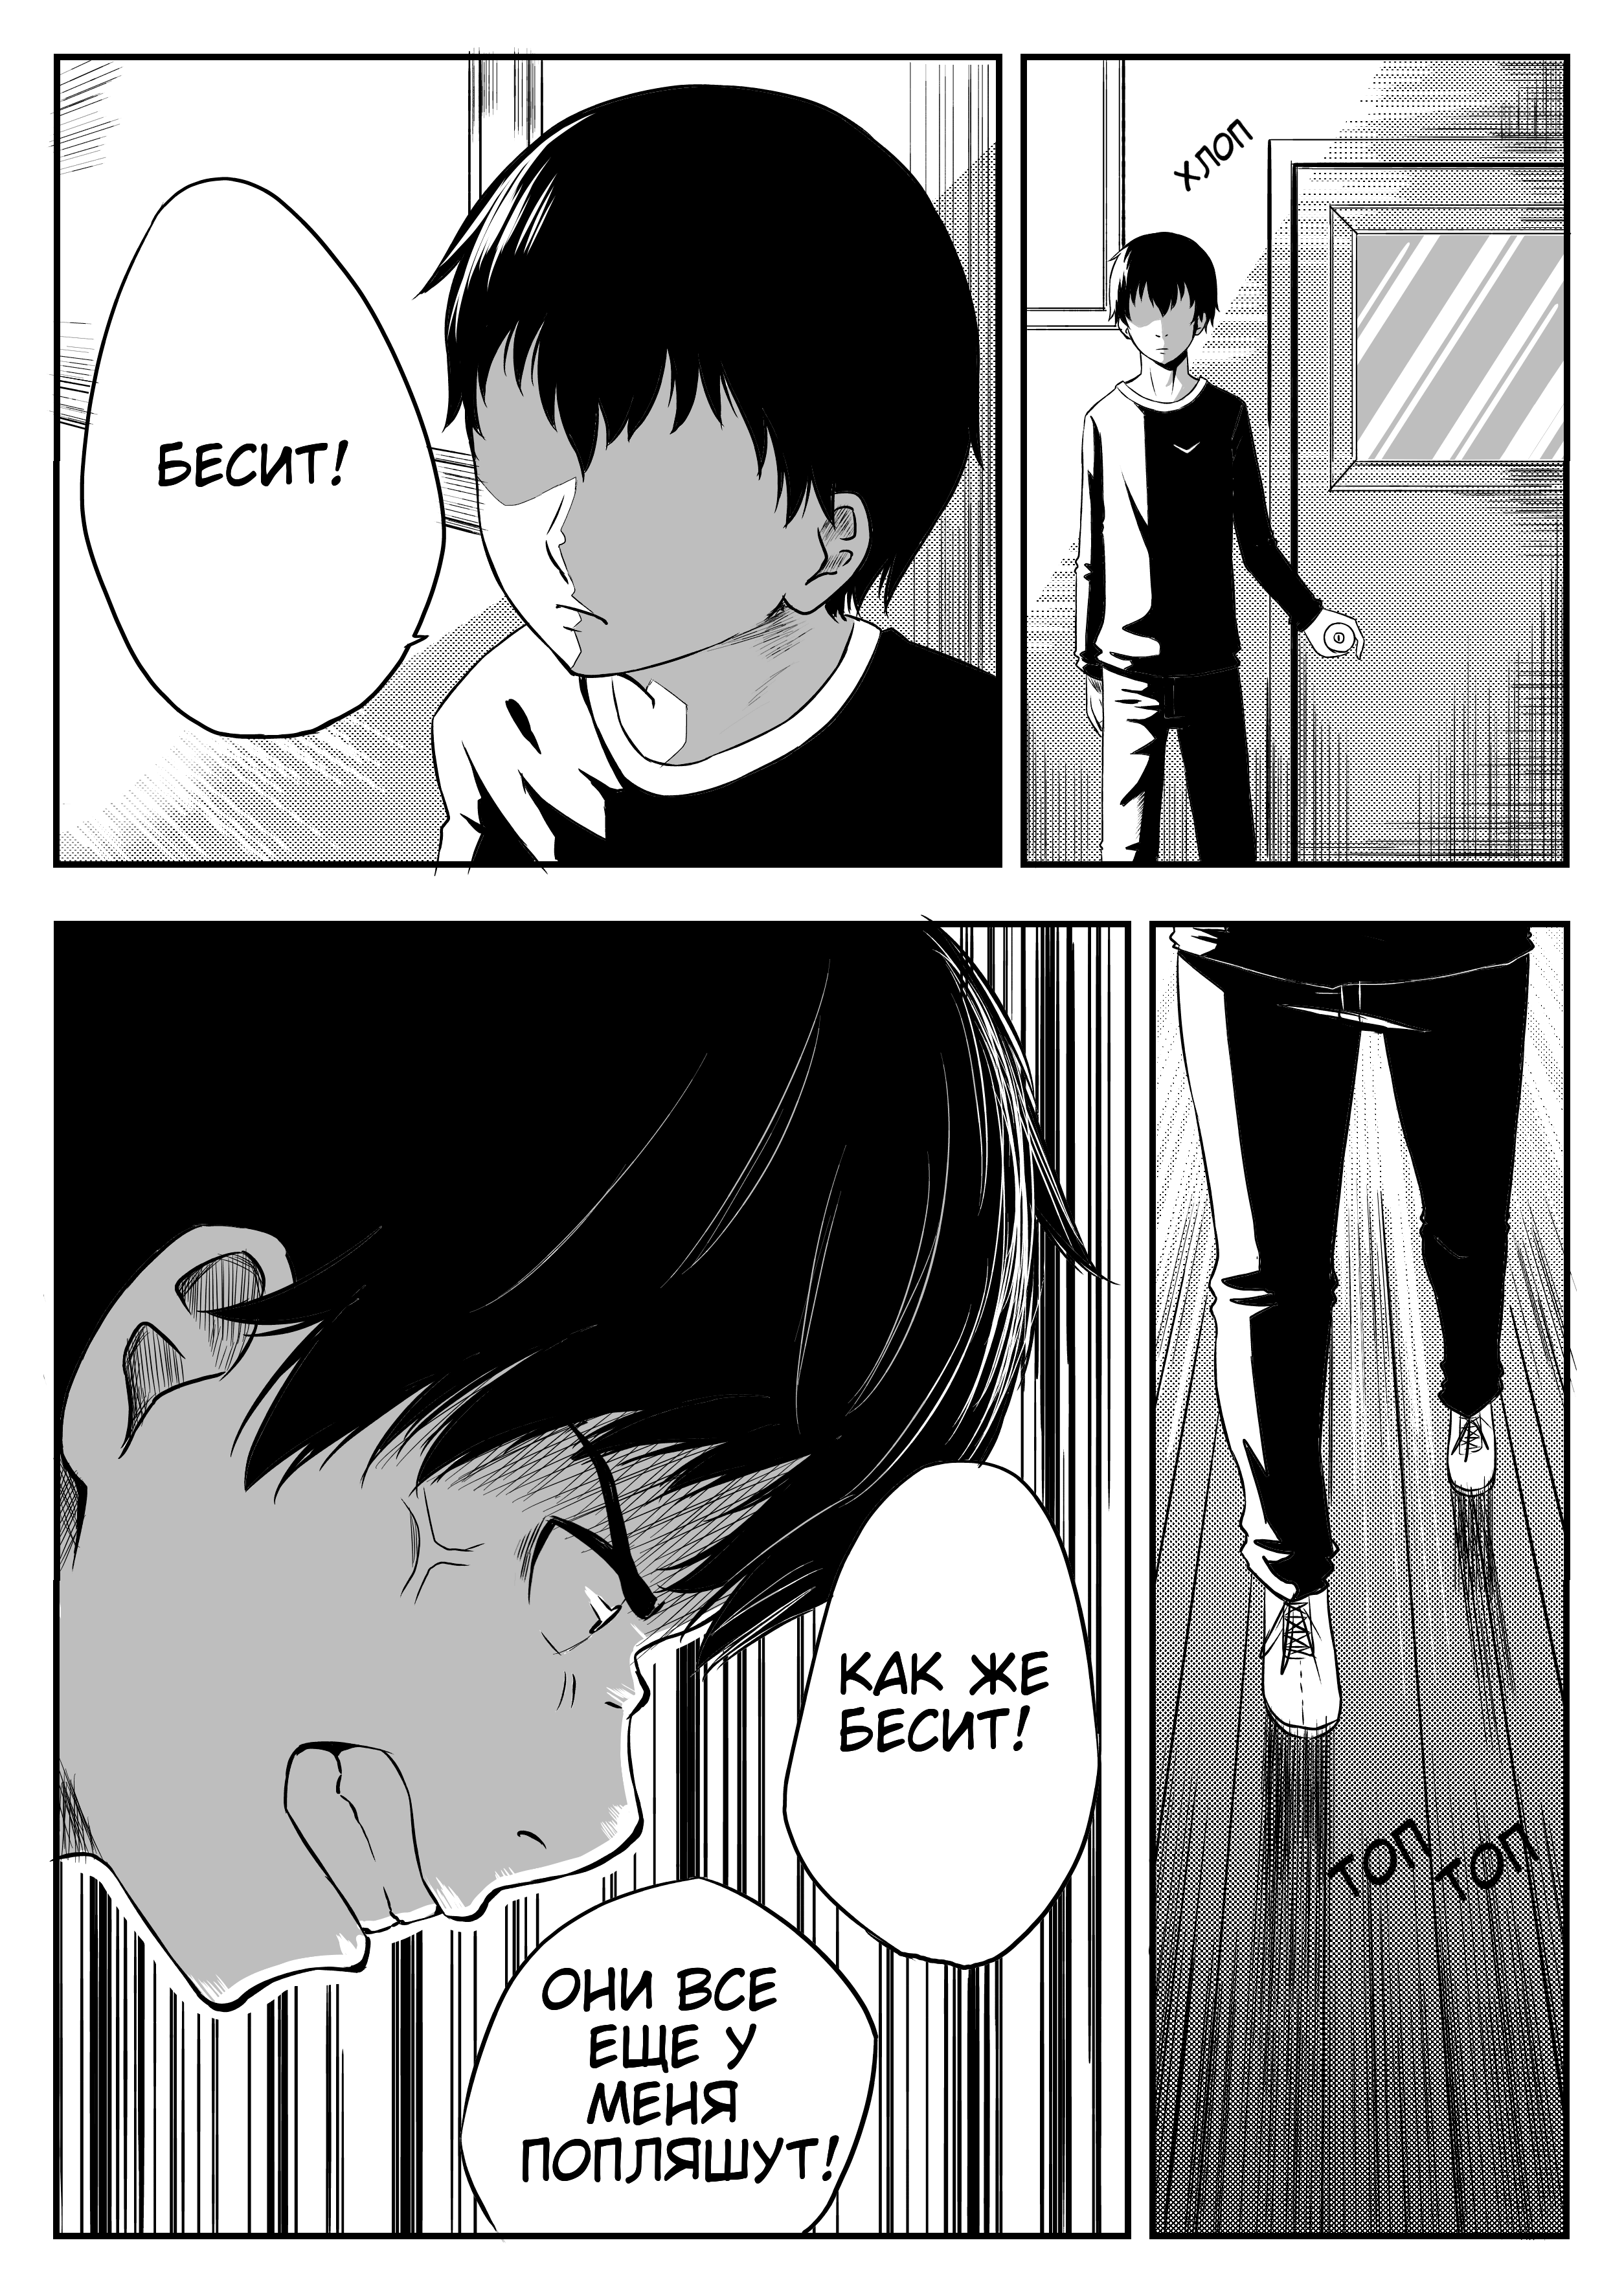 ХЛОП
БЕСИТ!
ТОП
ТОП
КАК ЖЕ
БЕСИТ!
ОНИ ВСЕ
ЕЩЕ У
МЕНЯ
ПОПЛЯШУТ!